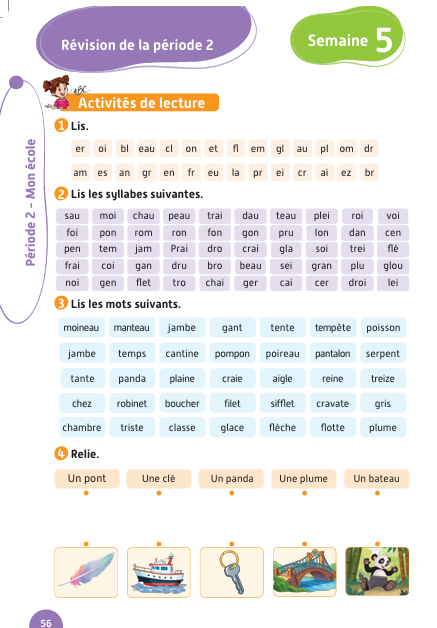 Révision de la période 2
Semaine 5
ABC
Activités de lecture
Période 2 - Mon école
1 Lis.
er oi bl eau cl on et fl em gl au pl om dr
am es an gr en fr eu la pr ei cr ai ez br
2 Lis les syllabes suivantes.
sau moi chau peau trai dau teau plei roi voi
foi pon rom ron fon gon pru lon dan cen
pen tem jam Prai dro crai gla soi trei flè
frai coi gan dru bro beau sei gran plu glou
noi gen flet tro chai ger cai cer droi lei
3 Lis les mots suivants.
moineau manteau jambe gant tente tempête poisson
jambe temps cantine pompon poireau pantalon serpent
tante panda plaine craie aigle reine treize
chez robinet boucher filet sifflet cravate gris
chambre triste classe glace flèche flotte plume
4 Relie.
Un pont Une clé Un panda Une plume Un bateau
56